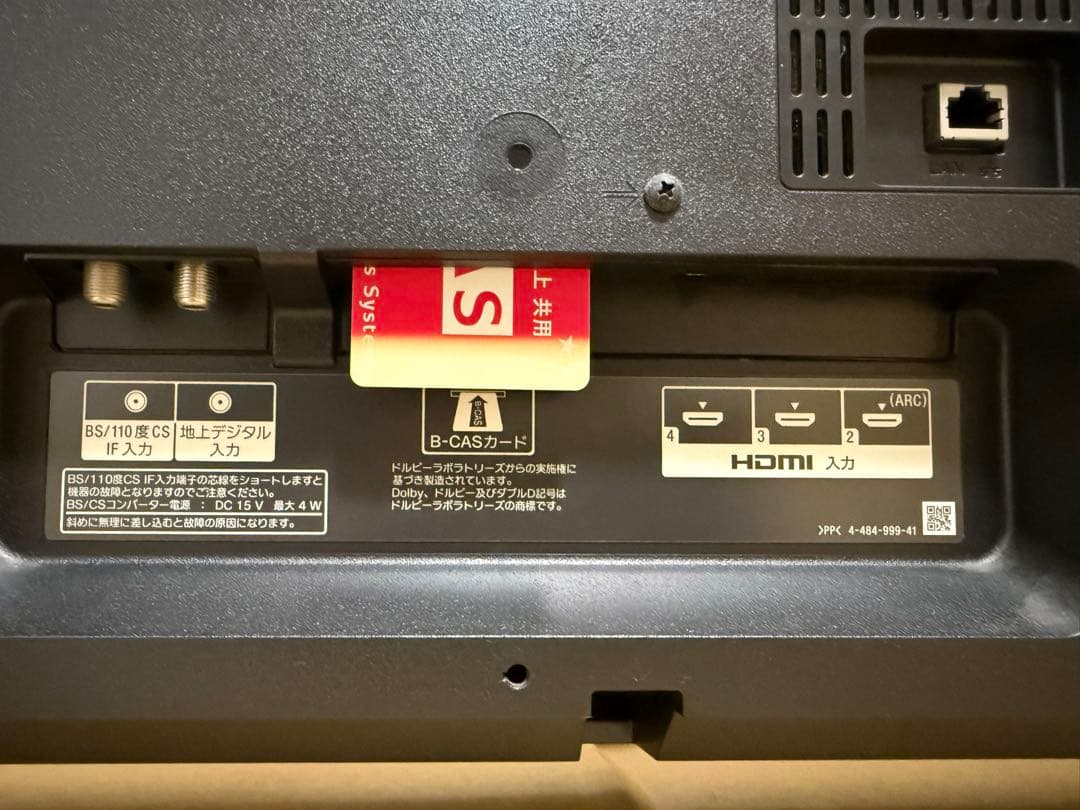 LAN
AS
s Syste
上 共用
BS/110度CS
IF入力
地上デジタル
入力
BS/110度CS IF入力端子の芯線をショートしますと
機器の故障となりますのでご注意ください。
BS/CSコンバーター電源 : DC 15 V 最大 4 W
斜めに無理に差し込むと故障の原因になります。
B-CAS
B-CASカード
ドルビーラボラトリーズからの実施権に
基づき製造されています。
Dolby、ドルビー及びダブルD記号は
ドルビーラボラトリーズの商標です。
(ARC)
4 3 2
HDMI 入力
>PP< 4-484-999-41